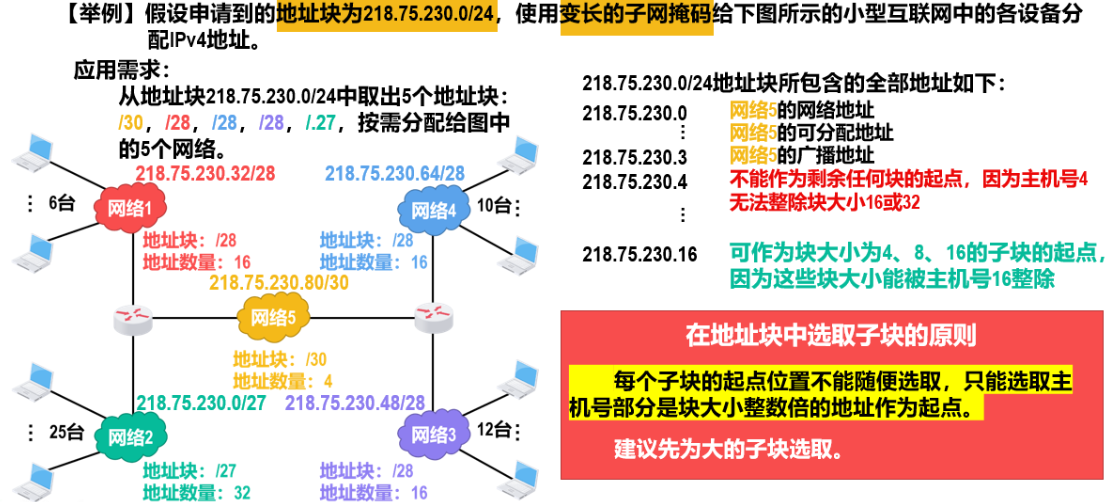 【举例】假设申请到的地址块为218.75.230.0/24，使用变长的子网掩码给下图所示的小型互联网中的各设备分
配IPv4地址。
应用需求：
从地址块218.75.230.0/24中取出5个地址块：
/30，/28，/28，/28，/.27，按需分配给图中
的5个网络。
218.75.230.32/28
218.75.230.64/28
6台
网络1
网络4
10台
地址块：/28
地址数量：16
地址块：/28
地址数量：16
218.75.230.80/30
网络5
地址块：/30
地址数量：4
218.75.230.0/27
218.75.230.48/28
25台
网络2
网络3
12台
地址块：/27
地址数量：32
地址块：/28
地址数量：16
218.75.230.0/24地址块所包含的全部地址如下：
218.75.230.0 网络5的网络地址
⋮ 网络5的可分配地址
218.75.230.3 网络5的广播地址
218.75.230.4 不能作为剩余任何块的起点，因为主机号4
⋮ 无法整除块大小16或32
218.75.230.16 可作为块大小为4、8、16的子块的起点，
因为这些块大小能被主机号16整除
在地址块中选取子块的原则
每个子块的起点位置不能随便选取，只能选取主
机号部分是块大小整数倍的地址作为起点。
建议先为大的子块选取。